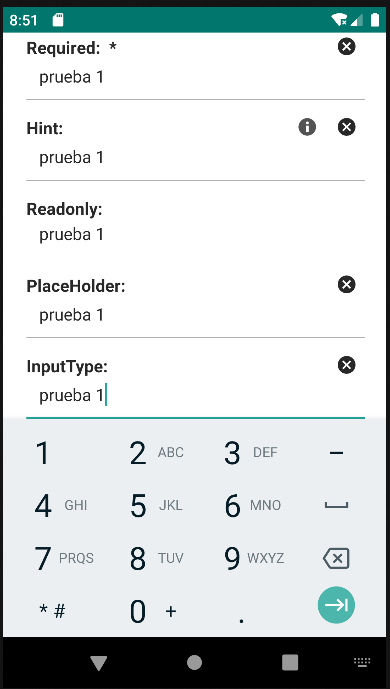 8:51
Required: *
prueba 1
Hint:
prueba 1
Readonly:
prueba 1
PlaceHolder:
prueba 1
InputType:
prueba 1
1 2 ABC 3 DEF –
4 GHI 5 JKL 6 MNO
7 PRQS 8 TUV 9 WXYZ
* # 0 + .